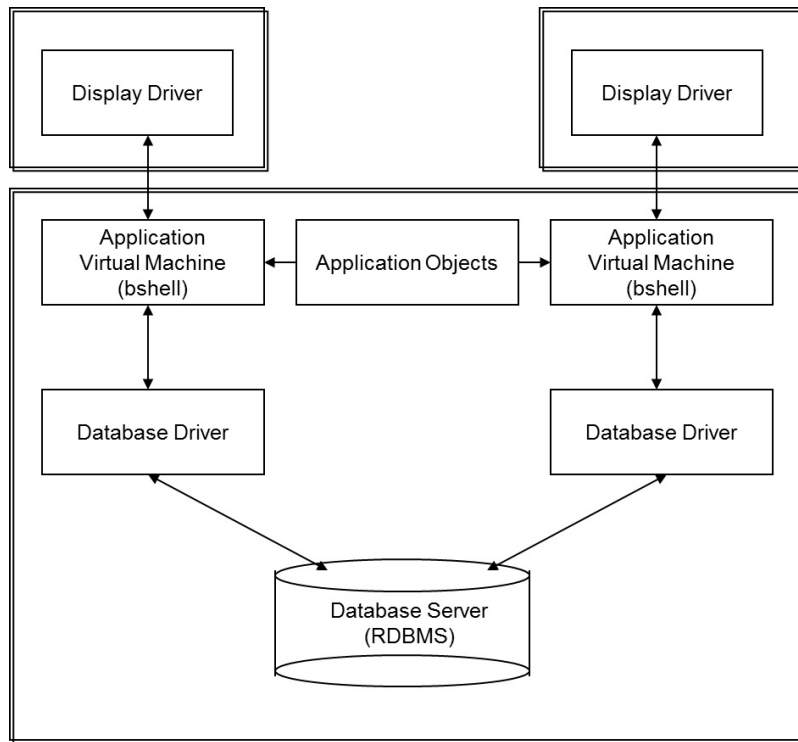 Display Driver
Display Driver
Application
Virtual Machine
(bshell)
Application Objects
Application
Virtual Machine
(bshell)
Database Driver
Database Driver
Database Server
(RDBMS)